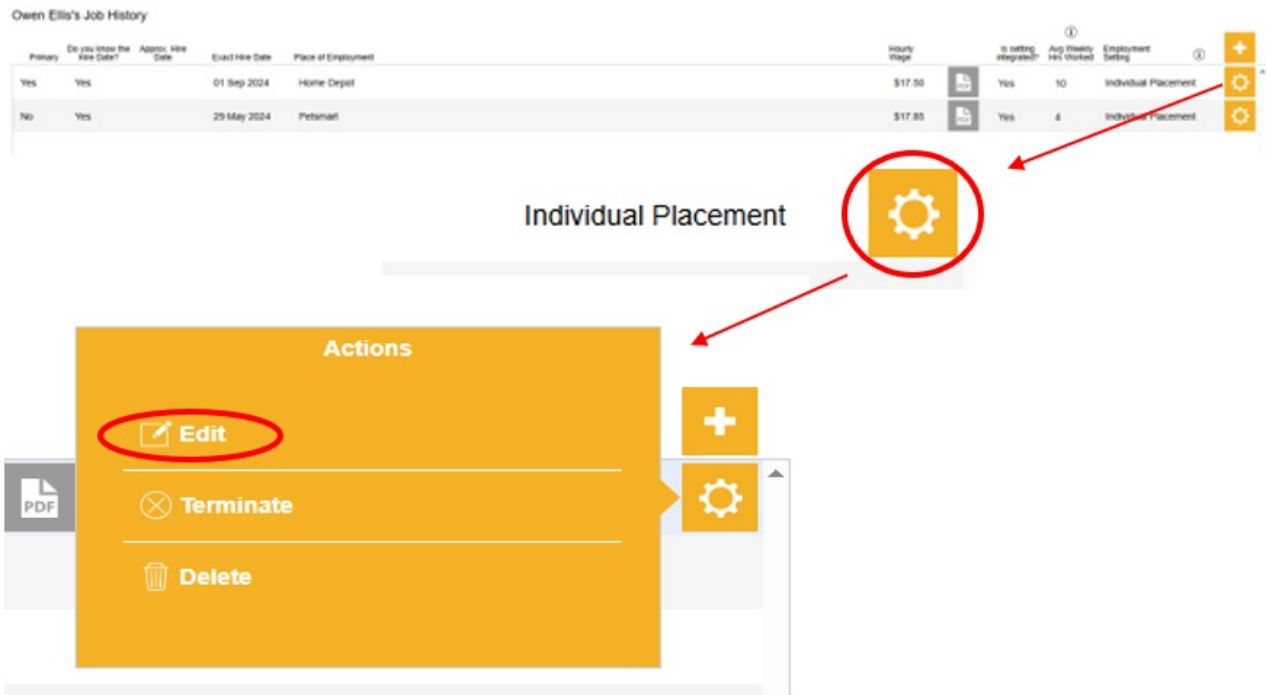 Owen Ellis's Job History
Primary Do you know the Hire Date? Approx. Hire Date Exact Hire Date Place of Employment Hourly Wage Is setting integrated? Avg Weekly Hrs Worked Employment Setting
Yes Yes 01 Sep 2024 Home Depot $17.50 PDF Yes 10 Individual Placement
No Yes 29 May 2024 Petsmart $17.85 PDF Yes 4 Individual Placement
Individual Placement
Actions
Edit
PDF
Terminate
Delete